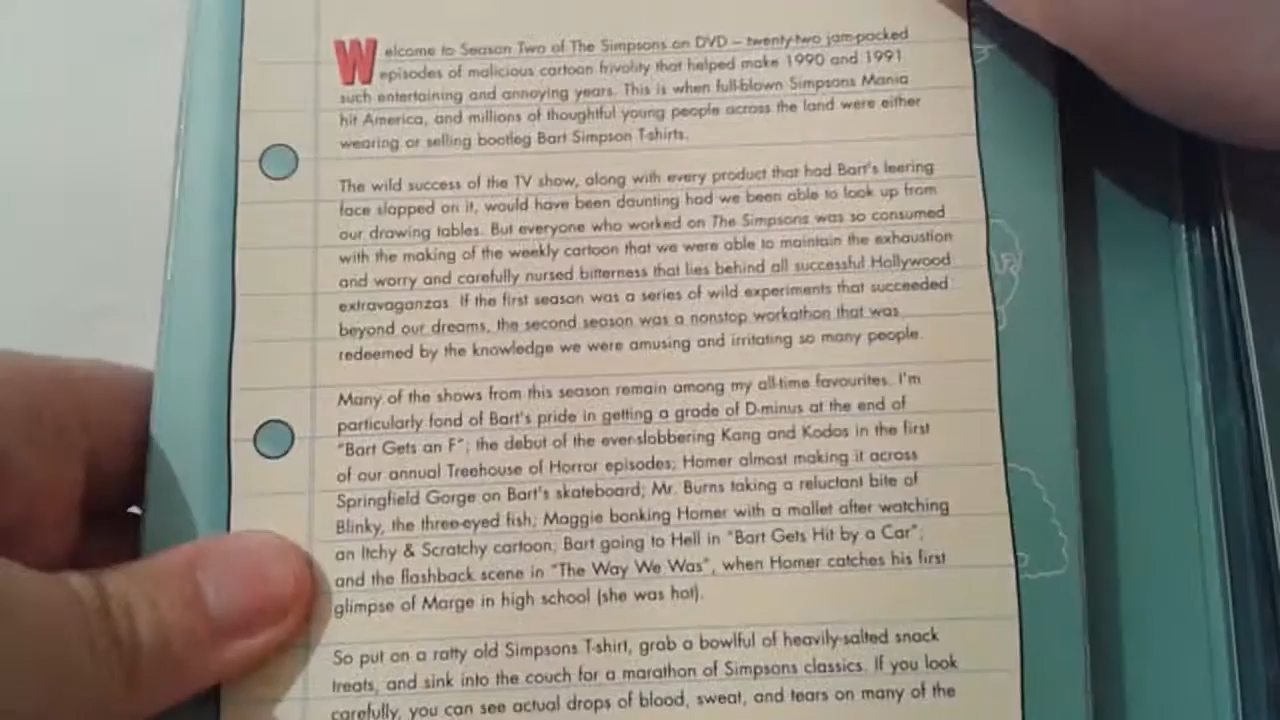 Welcome to Season Two of The Simpsons on DVD – twenty-two jam-packed
episodes of malicious cartoon frivolity that helped make 1990 and 1991
such entertaining and annoying years. This is when full-blown Simpsons Mania
hit America, and millions of thoughtful young people across the land were either
wearing or selling bootleg Bart Simpson T-shirts.
The wild success of the TV show, along with every product that had Bart's leering
face slapped on it, would have been daunting had we been able to look up from
our drawing tables. But everyone who worked on The Simpsons was so consumed
with the making of the weekly cartoon that we were able to maintain the exhaustion
and worry and carefully nursed bitterness that lies behind all successful Hollywood
extravaganzas. If the first season was a series of wild experiments that succeeded
beyond our dreams, the second season was a nonstop workathon that was
redeemed by the knowledge we were amusing and irritating so many people.
Many of the shows from this season remain among my all-time favourites. I'm
particularly fond of Bart's pride in getting a grade of D-minus at the end of
"Bart Gets an F"; the debut of the ever-slobbering Kang and Kodos in the first
of our annual Treehouse of Horror episodes; Homer almost making it across
Springfield Gorge on Bart's skateboard; Mr. Burns taking a reluctant bite of
Blinky, the three-eyed fish; Maggie bonking Homer with a mallet after watching
an Itchy & Scratchy cartoon; Bart going to Hell in "Bart Gets Hit by a Car";
and the flashback scene in "The Way We Was", when Homer catches his first
glimpse of Marge in high school (she was hot).
So put on a ratty old Simpsons T-shirt, grab a bowlful of heavily-salted snack
treats, and sink into the couch for a marathon of Simpsons classics. If you look
carefully, you can see actual drops of blood, sweat, and tears on many of the